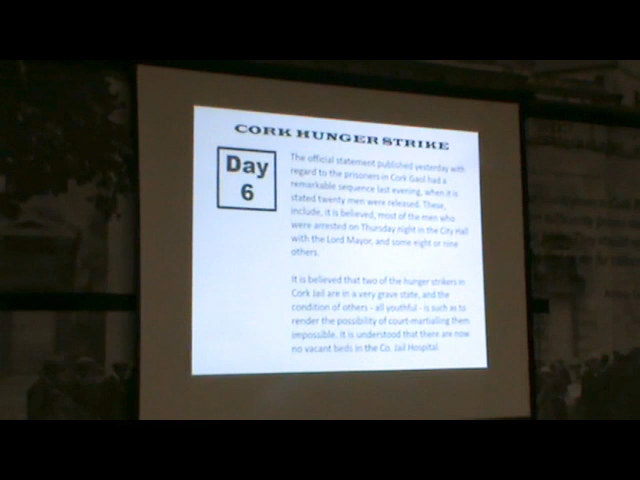 CORK HUNGER STRIKE
Day
6
The official statement published yesterday with
regard to the prisoners in Cork Gaol had a
remarkable sequence last evening, when it is
stated twenty men were released. These,
include, it is believed, most of the men who
were arrested on Thursday night in the City Hall
with the Lord Mayor, and some eight or nine
others.
It is believed that two of the hunger strikers in
Cork Jail are in a very grave state, and the
condition of others - all youthful - is such as to
render the possibility of court-martialling them
impossible. It is understood that there are now
no vacant beds in the Co. Jail Hospital.